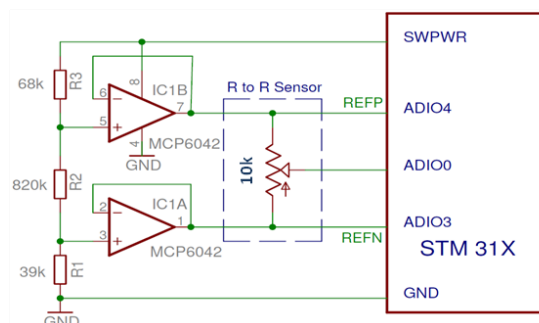 SWPWR
68k
R3
6
8
IC1B
7
5
4
MCP6042
GND
R to R Sensor
REFP
ADIO4
10k
ADIO0
820k
R2
2
IC1A
1
3
MCP6042
REFN
ADIO3
STM 31X
39k
R1
GND
GND